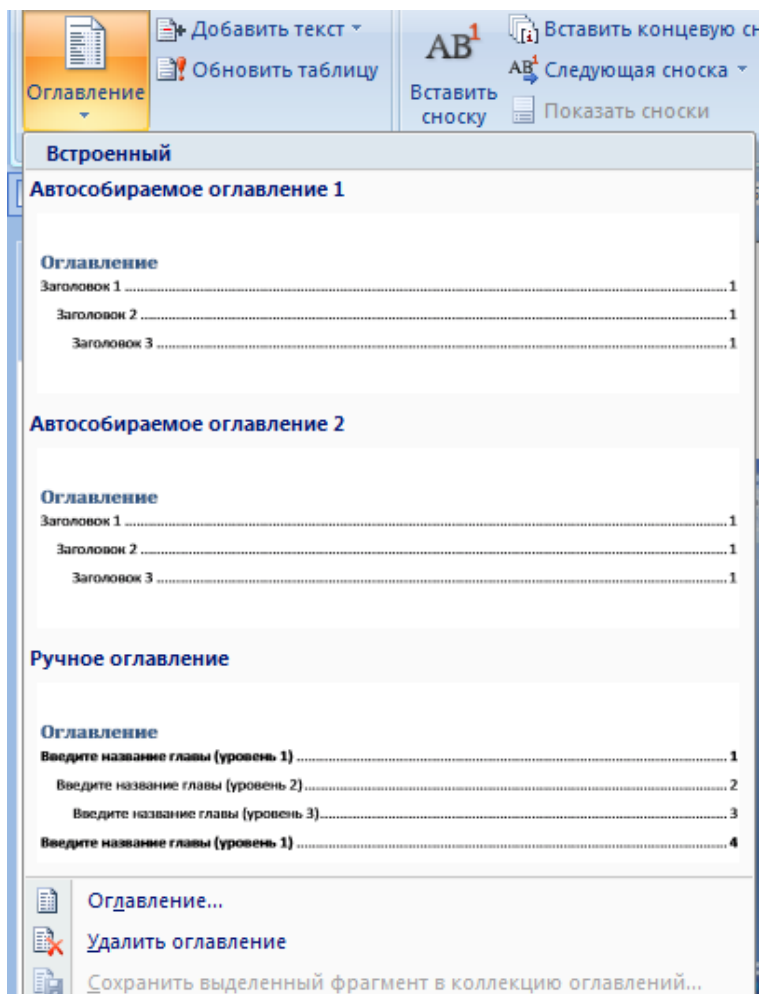 Добавить текст
Вставить концевую
AB1
Обновить таблицу
AB1 Следующая сноска
Оглавление
Вставить сноску
Показать сноски
Встроенный
Автособираемое оглавление 1
Оглавление
Заголовок 1 ........ 1
Заголовок 2 ........ 1
Заголовок 3 ........ 1
Автособираемое оглавление 2
Оглавление
Заголовок 1 ........ 1
Заголовок 2 ........ 1
Заголовок 3 ........ 1
Ручное оглавление
Оглавление
Введите название главы (уровень 1) ........ 1
Введите название главы (уровень 2) ........ 2
Введите название главы (уровень 3) ........ 3
Введите название главы (уровень 1) ........ 4
Оглавление...
Удалить оглавление
Сохранить выделенный фрагмент в коллекцию оглавлений...